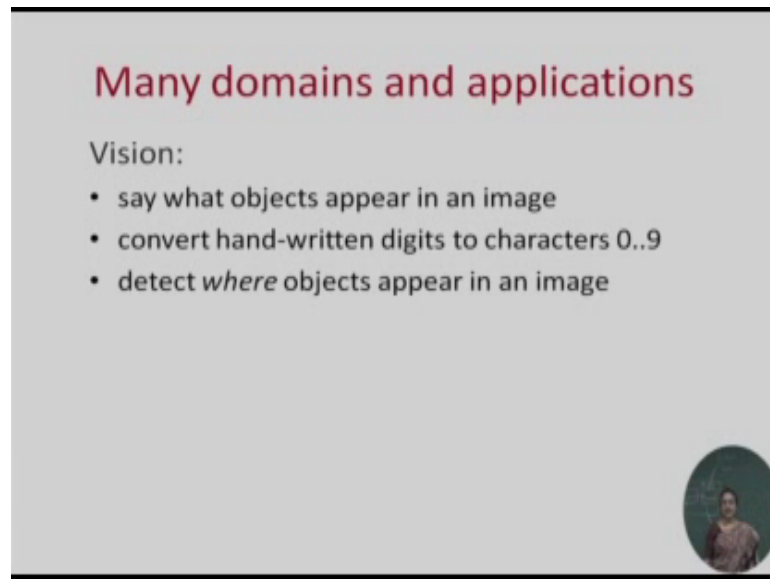 Many domains and applications
Vision:
• say what objects appear in an image
• convert hand-written digits to characters 0..9
• detect where objects appear in an image